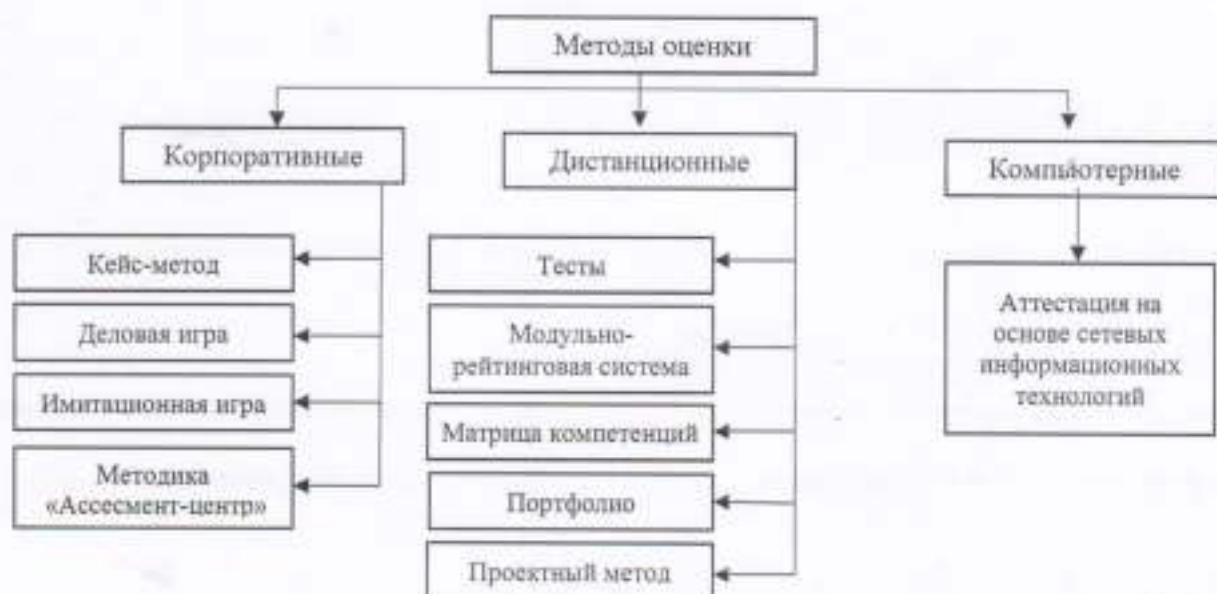 Методы оценки
Корпоративные
Кейс-метод
Деловая игра
Имитационная игра
Методика
«Ассесмент-центр»
Дистанционные
Тесты
Модульно-
рейтинговая система
Матрица компетенций
Портфолио
Проектный метод
Компьютерные
Аттестация на
основе сетевых
информационных
технологий